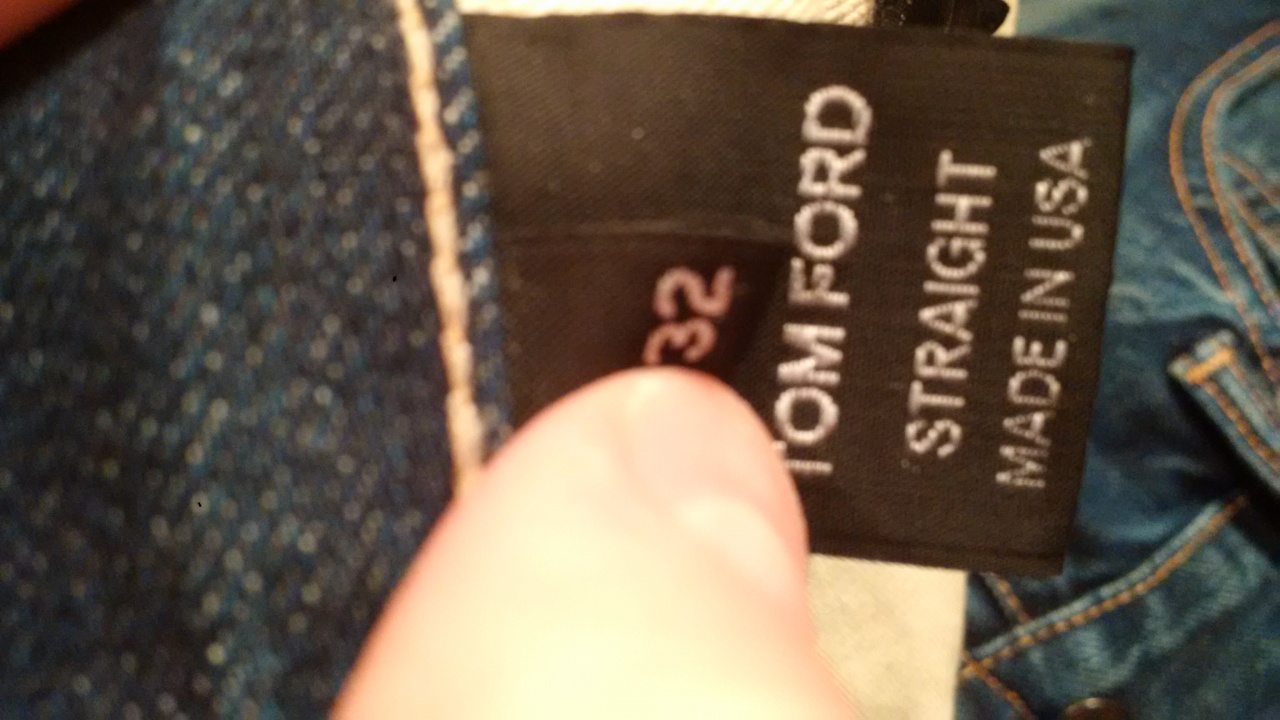 32
TOM FORD
STRAIGHT
MADE IN USA